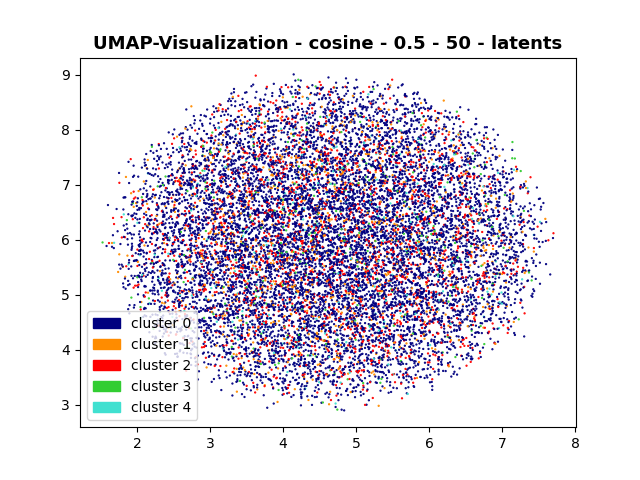 UMAP-Visualization - cosine - 0.5 - 50 - latents
9
8
7
6
5
4
3
cluster 0
cluster 1
cluster 2
cluster 3
cluster 4
2 3 4 5 6 7 8